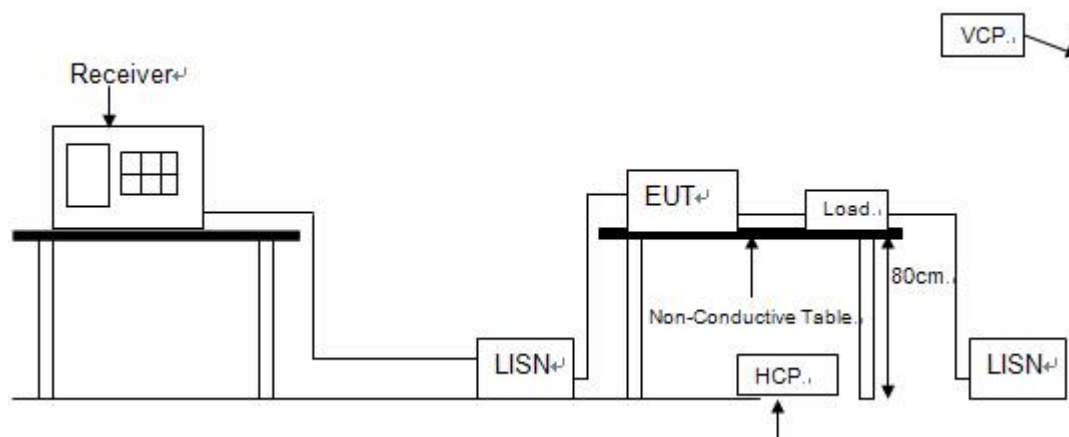 VCP.
Receiver↵
EUT↵
Load.
80cm.
Non-Conductive Table.
LISN↵
HCP.
LISN↵